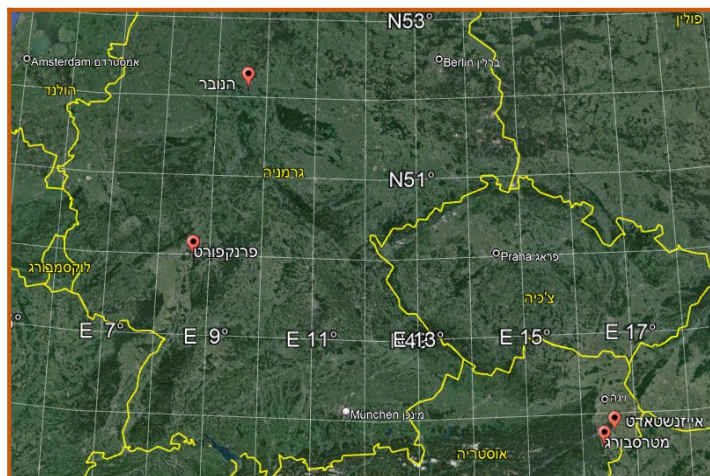 N53°
פולין
Amsterdam אמסטרדם
Berlin ברלין
הנובר
הולנד
גרמניה
N51°
פרנקפורט
Praha פראג
לוקסמבורג
צ'כיה
E 7°
E 9°
E 11°
E 13°
E 15°
E 17°
München מינכן
וינה
אייזנשטאדט
מטרסבורג
אוסטריה